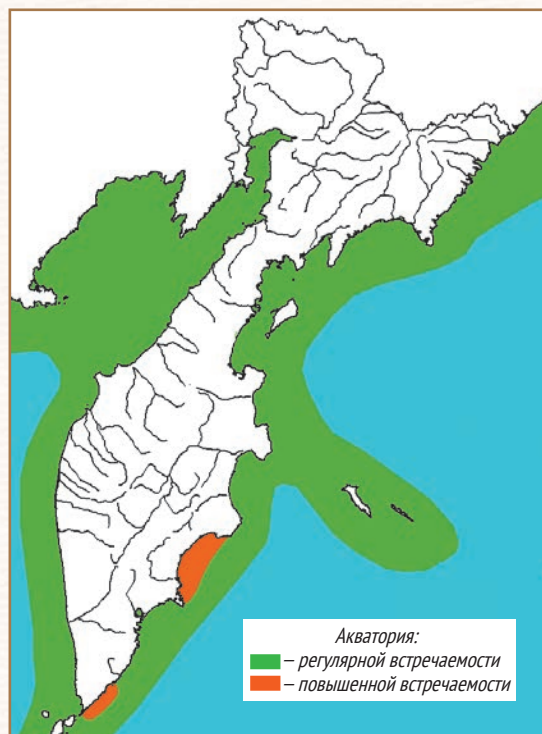 Акватория:
– регулярной встречаемости
– повышенной встречаемости